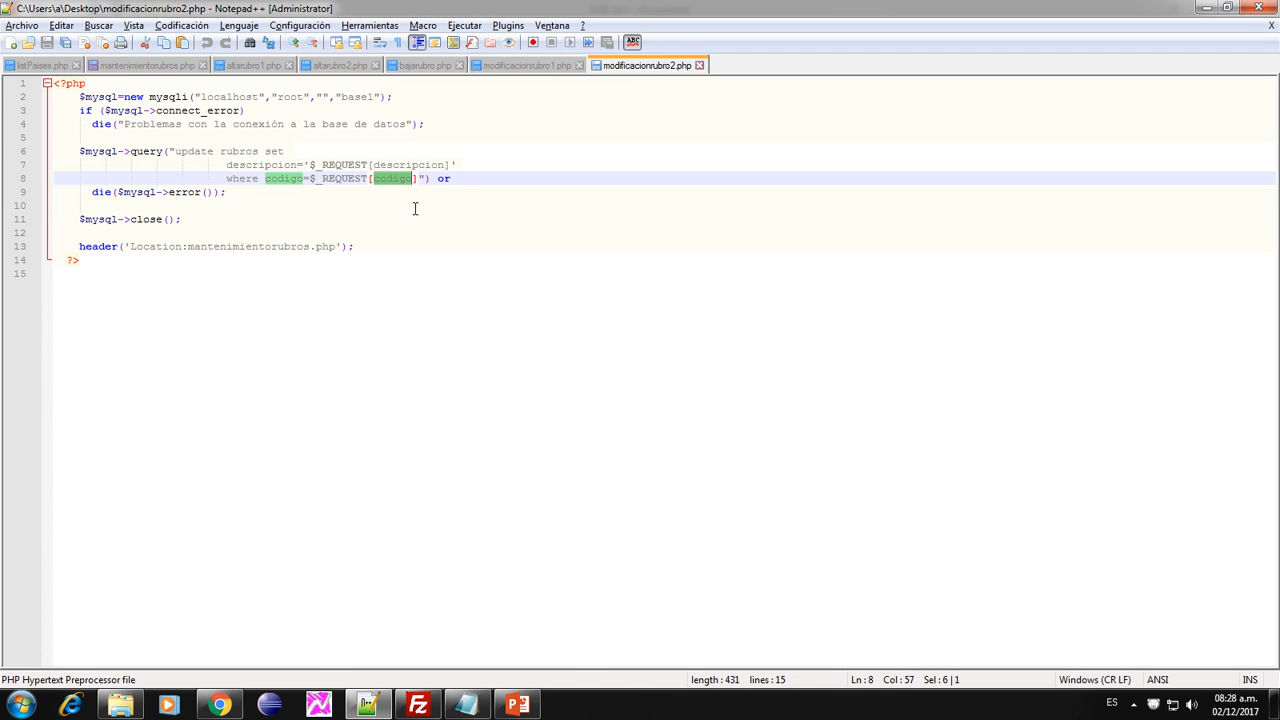 C:\Users\a\Desktop\modificacionrubro2.php - Notepad++ [Administrator]
Archivo Editar Buscar Vista Codificación Lenguaje Configuración Herramientas Macro Ejecutar Plugins Ventana ? X
listPaises.php mantenimientorubros.php altarubro1.php altarubro2.php bajarubro.php modificacionrubro1.php modificacionrubro2.php
1 <?php
2 $mysql=new mysqli("localhost","root","","base1");
3 if ($mysql->connect_error)
4 die("Problemas con la conexión a la base de datos");
5
6 $mysql->query("update rubros set
7 descripcion='$_REQUEST[descripcion]'
8 where codigo=$_REQUEST[codigo]") or
9 die($mysql->error());
10
11 $mysql->close();
12
13 header('Location:mantenimientorubros.php');
14 ?>
15
PHP Hypertext Preprocessor file length : 431 lines : 15 Ln : 8 Col : 57 Sel : 6 | 1 Windows (CR LF) ANSI INS
ES 08:28 a.m.
02/12/2017